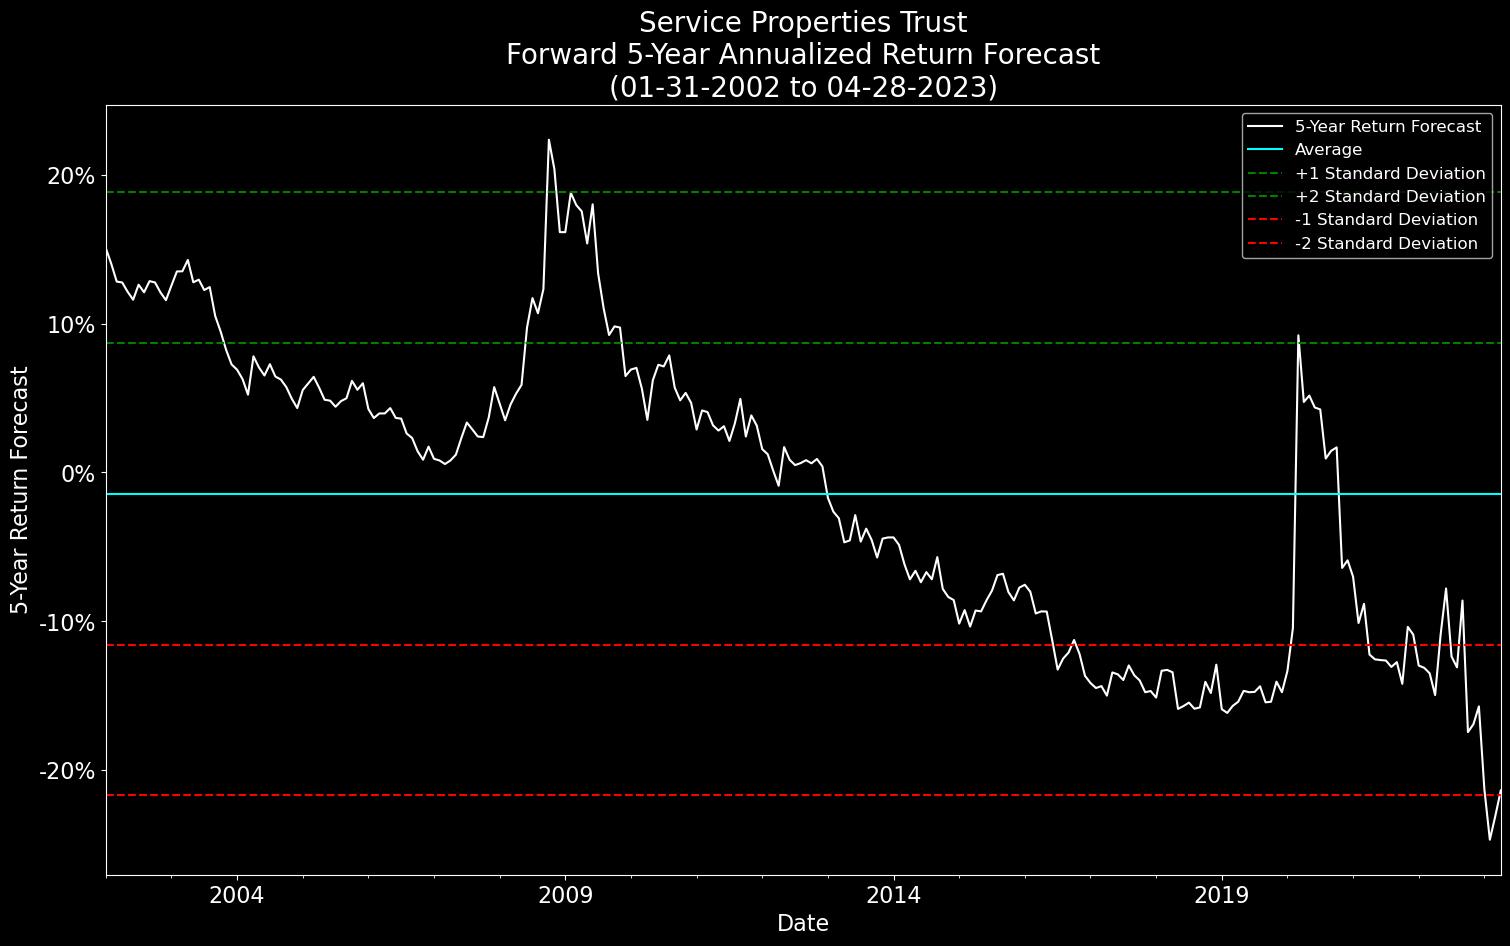 Service Properties Trust
Forward 5-Year Annualized Return Forecast
(01-31-2002 to 04-28-2023)
5-Year Return Forecast
Average
+1 Standard Deviation
+2 Standard Deviation
-1 Standard Deviation
-2 Standard Deviation
5-Year Return Forecast
20%
10%
0%
-10%
-20%
2004
2009
2014
2019
Date